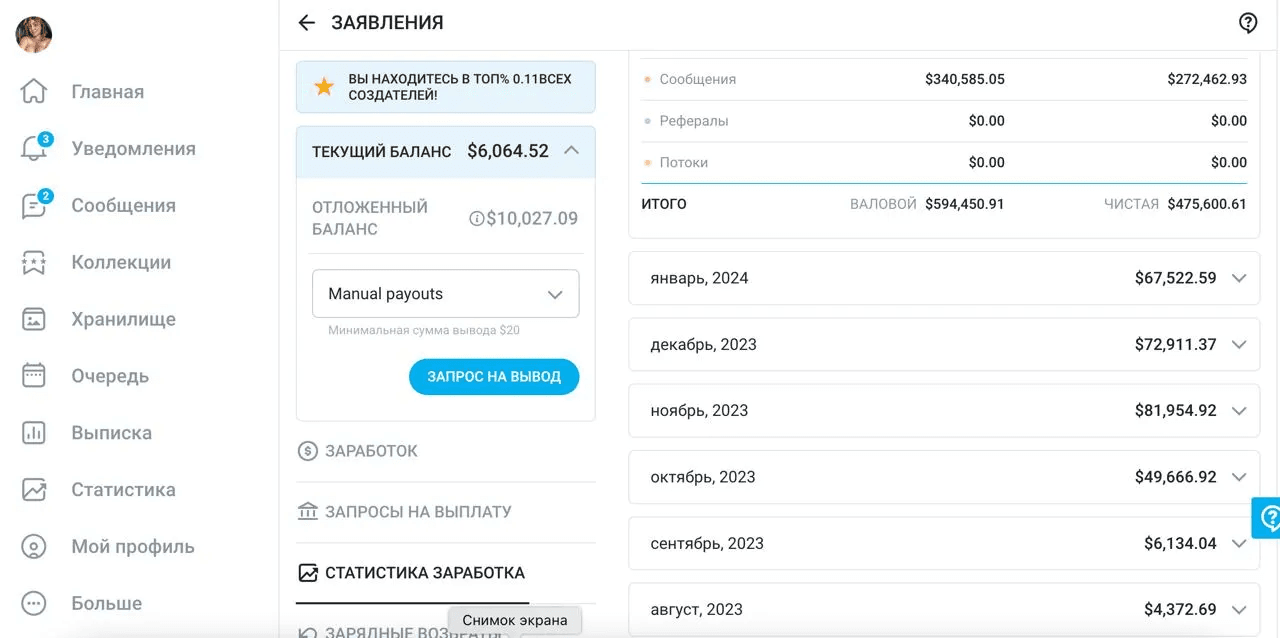 ЗАЯВЛЕНИЯ
Главная
3
Уведомления
2
Сообщения
Коллекции
Хранилище
Очередь
Выписка
Статистика
Мой профиль
Больше
ВЫ НАХОДИТЕСЬ В ТОП% 0.11ВСЕХ
СОЗДАТЕЛЕЙ!
ТЕКУЩИЙ БАЛАНС $6,064.52
ОТЛОЖЕННЫЙ
БАЛАНС
$10,027.09
Manual payouts
Минимальная сумма вывода $20
ЗАПРОС НА ВЫВОД
ЗАРАБОТОК
ЗАПРОСЫ НА ВЫПЛАТУ
СТАТИСТИКА ЗАРАБОТКА
ЗАРЯДНЫЕ ВОЗВРАТЫ
Снимок экрана
Сообщения $340,585.05 $272,462.93
Рефералы $0.00 $0.00
Потоки $0.00 $0.00
ИТОГО ВАЛОВОЙ $594,450.91 ЧИСТАЯ $475,600.61
январь, 2024 $67,522.59
декабрь, 2023 $72,911.37
ноябрь, 2023 $81,954.92
октябрь, 2023 $49,666.92
сентябрь, 2023 $6,134.04
август, 2023 $4,372.69